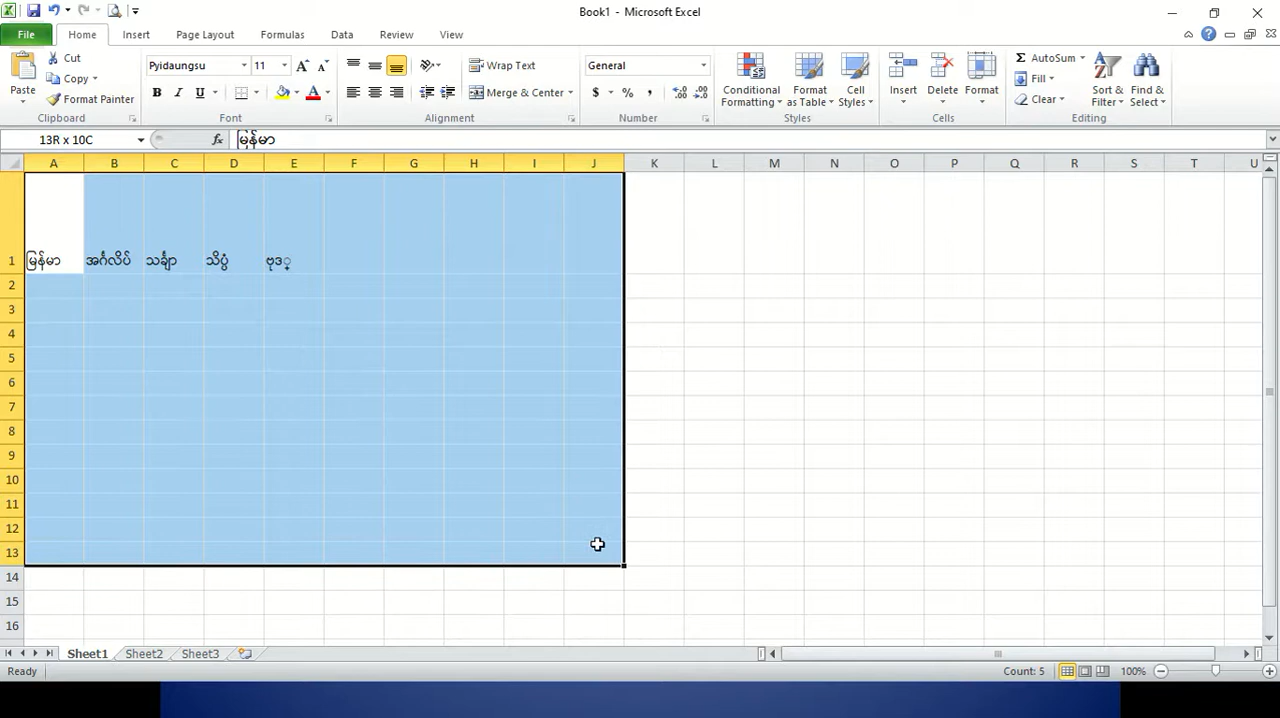 Book1 - Microsoft Excel
File Home Insert Page Layout Formulas Data Review View
Paste Cut Copy Format Painter Clipboard
Pyidaungsu 11 A A B I U A Font
Wrap Text Merge & Center Alignment
General $ % , Number
Conditional Formatting Format as Table Cell Styles Styles
Insert Delete Format Cells
Σ AutoSum Fill Clear Sort & Filter Find & Select Editing
13R x 10C fx မြန်မာ
A B C D E F G H I J K L M N O P Q R S T U
1 မြန်မာ အင်္ဂလိပ် သင်္ချာ သိပ္ပံ ဗုဒ္
2
3
4
5
6
7
8
9
10
11
12
13
14
15
16
Sheet1 Sheet2 Sheet3
Ready Count: 5 100%